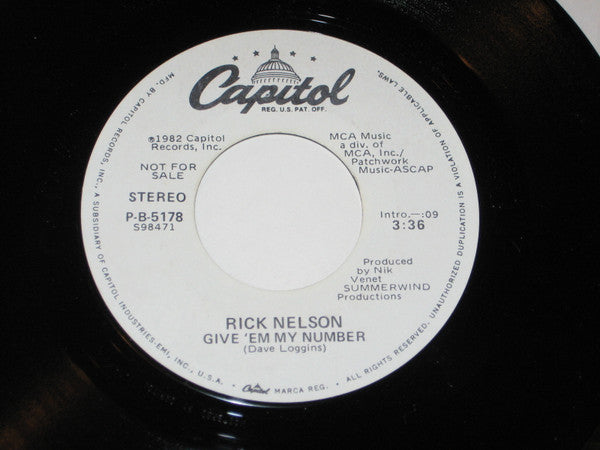 Capitol
REG. U.S. PAT. OFF.
℗1982 Capitol
Records, Inc.
NOT FOR
SALE
STEREO
P-B-5178
S98471
MCA Music
a div. of
MCA, Inc./
Patchwork
Music-ASCAP
Intro.—:09
3:36
Produced
by Nik
Venet
SUMMERWIND
Productions
RICK NELSON
GIVE 'EM MY NUMBER
(Dave Loggins)
MFD. BY CAPITOL RECORDS, INC., A SUBSIDIARY OF CAPITOL INDUSTRIES-EMI, INC., U.S.A. • Capitol MARCA REG. • ALL RIGHTS RESERVED. UNAUTHORIZED DUPLICATION IS A VIOLATION OF APPLICABLE LAWS.